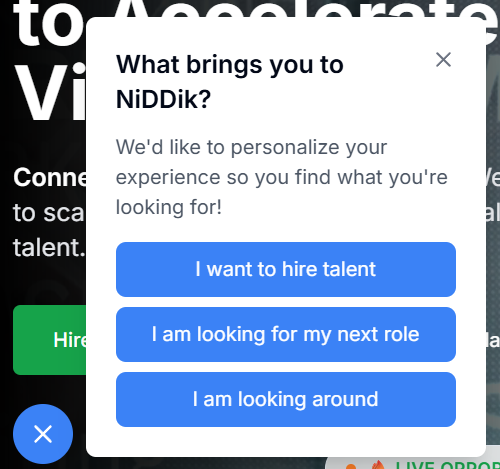 to Accelerate
Vi
What brings you to
NiDDik?
We'd like to personalize your
experience so you find what you're
looking for!
Conne
to sca
talent.
I want to hire talent
I am looking for my next role
Hire
I am looking around
LIVE OPPOR